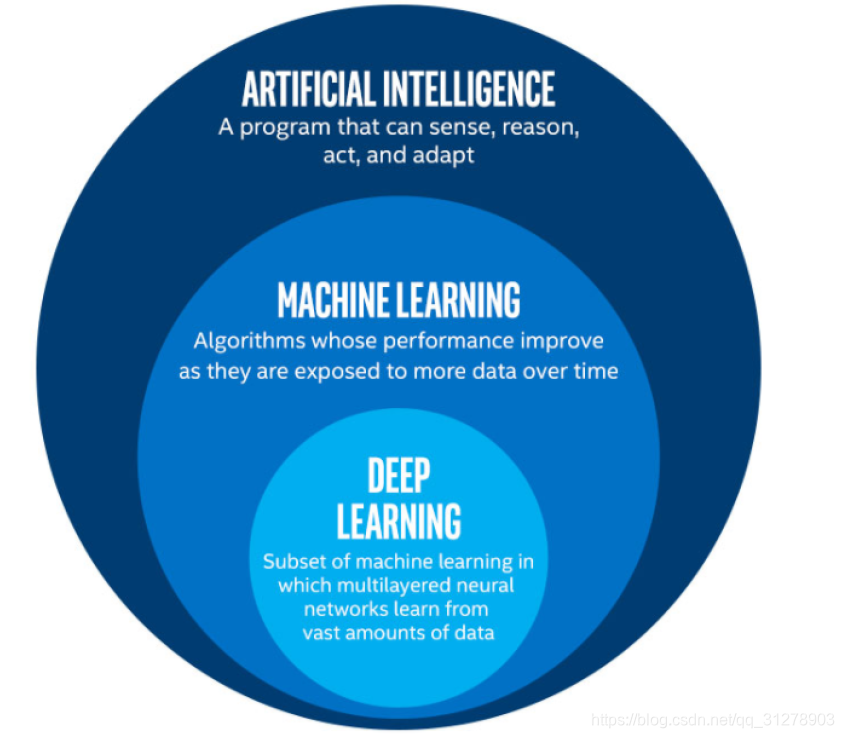 ARTIFICIAL INTELLIGENCE
A program that can sense, reason,
act, and adapt
MACHINE LEARNING
Algorithms whose performance improve
as they are exposed to more data over time
DEEP
LEARNING
Subset of machine learning in
which multilayered neural
networks learn from
vast amounts of data
https://blog.csdn.net/qq_31278903